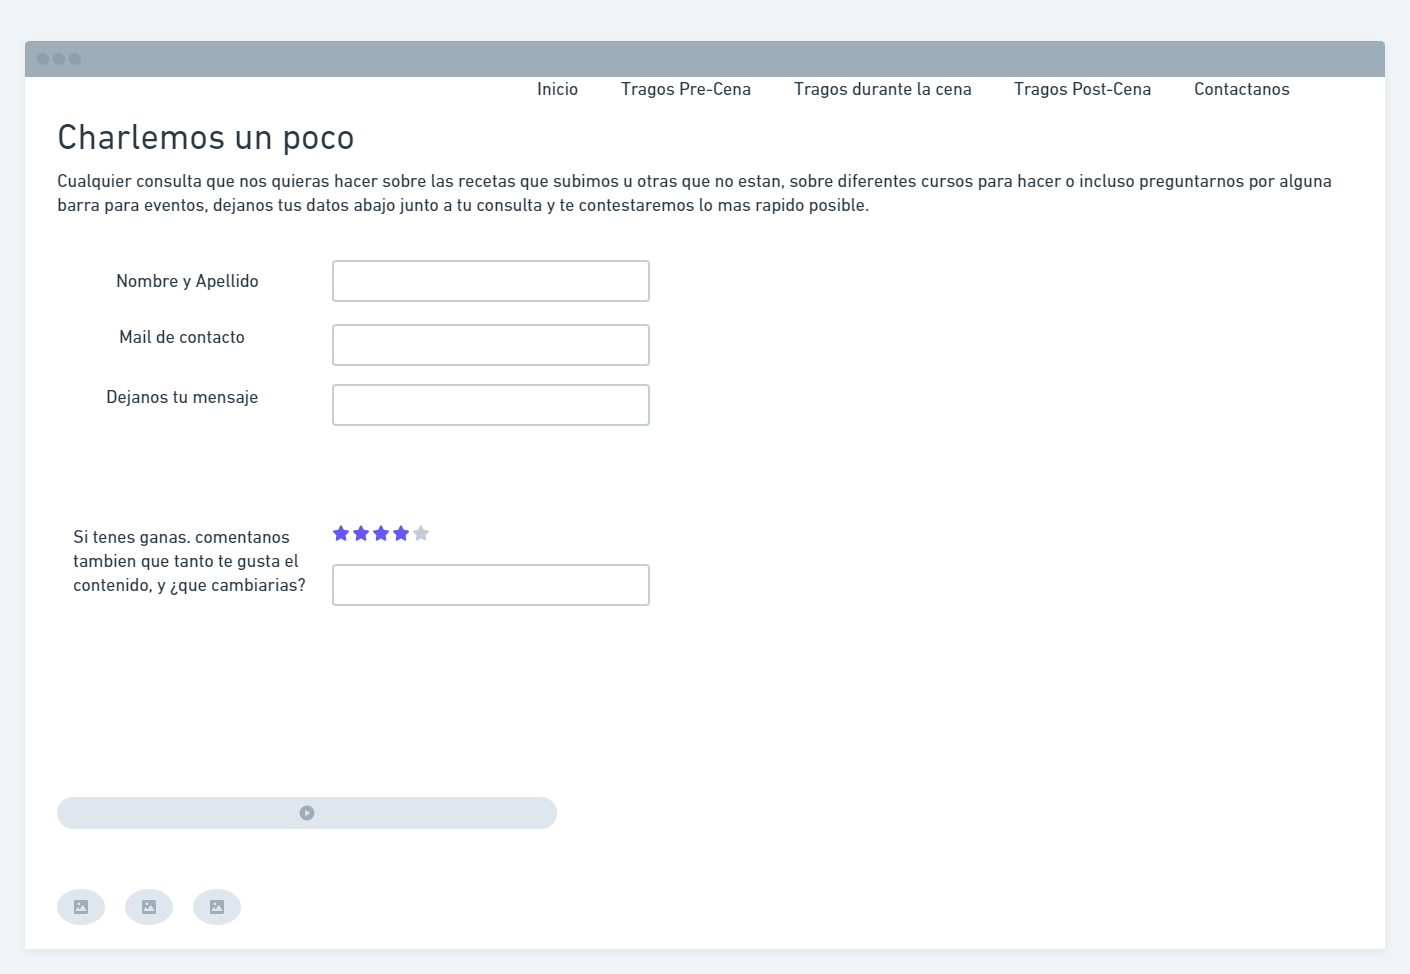 Inicio Tragos Pre-Cena Tragos durante la cena Tragos Post-Cena Contactanos
Charlemos un poco
Cualquier consulta que nos quieras hacer sobre las recetas que subimos u otras que no estan, sobre diferentes cursos para hacer o incluso preguntarnos por alguna
barra para eventos, dejanos tus datos abajo junto a tu consulta y te contestaremos lo mas rapido posible.
Nombre y Apellido
Mail de contacto
Dejanos tu mensaje
Si tenes ganas. comentanos
tambien que tanto te gusta el
contenido, y ¿que cambiarias?